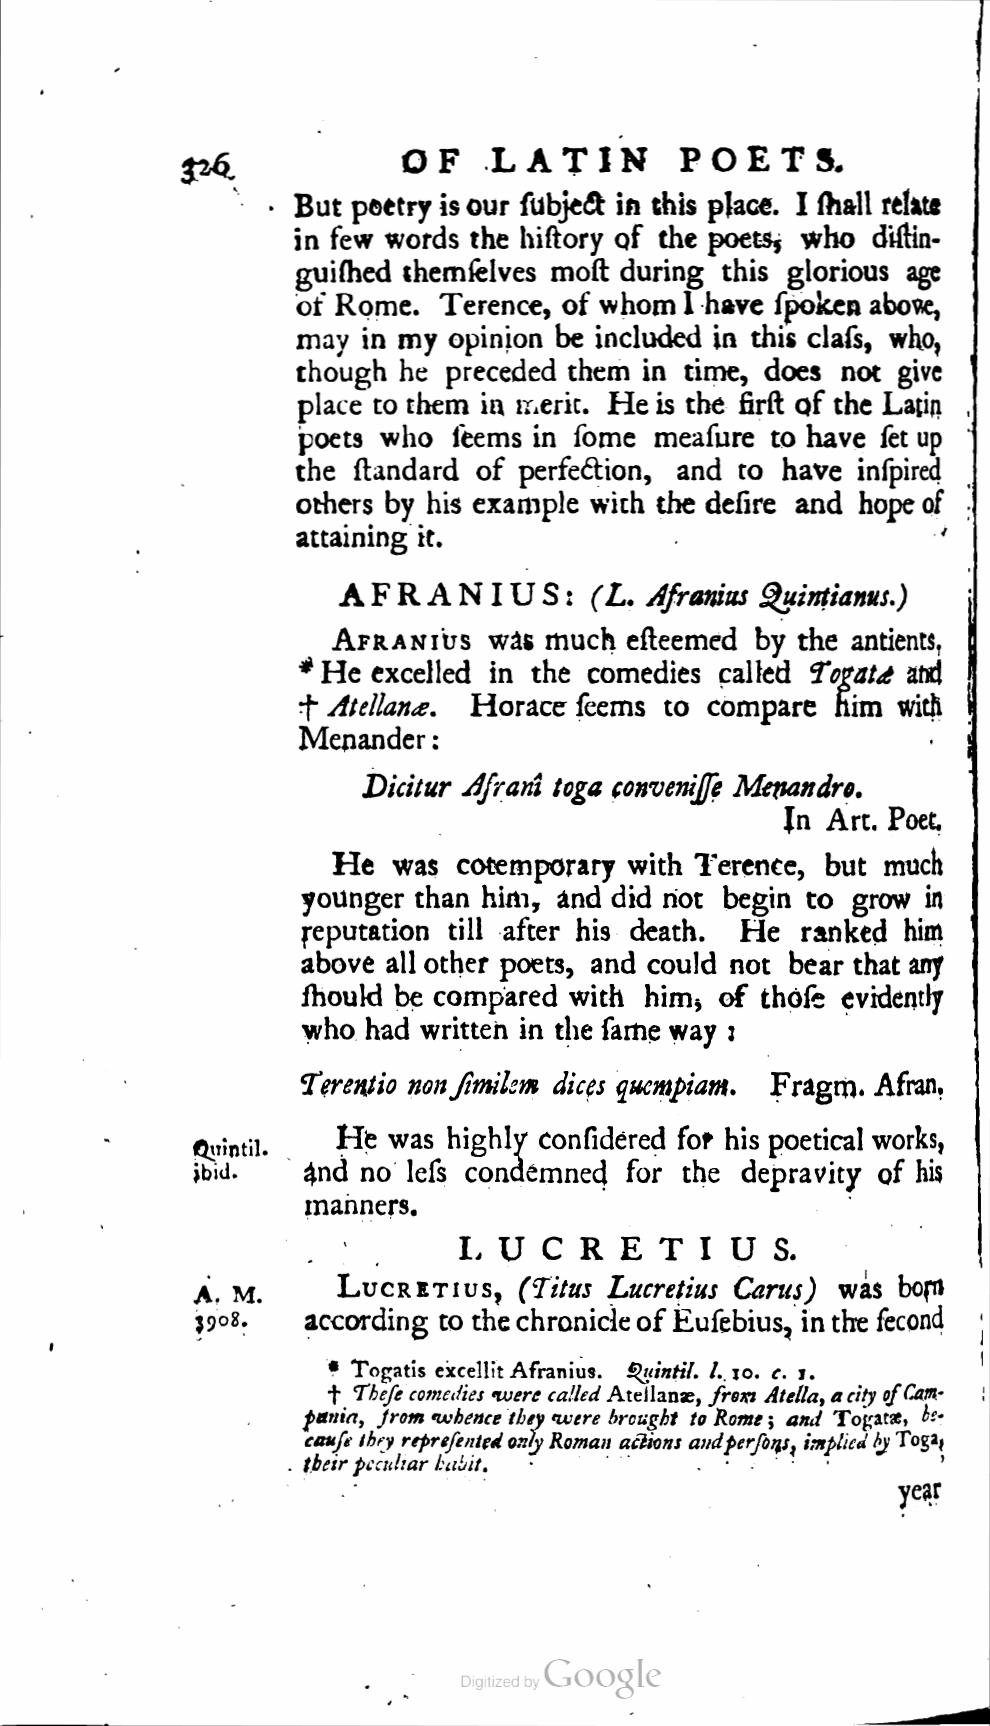 326
OF LATIN POETS.
But poetry is our ſubject in this place. I ſhall relate
in few words the hiſtory of the poets, who diſtin-
guiſhed themſelves moſt during this glorious age
of Rome. Terence, of whom I have ſpoken above,
may in my opinion be included in this claſs, who,
though he preceded them in time, does not give
place to them in merit. He is the firſt of the Latin
poets who ſeems in ſome meaſure to have ſet up
the ſtandard of perfection, and to have inſpired
others by his example with the deſire and hope of
attaining it.
AFRANIUS: (L. Afranius Quintianus.)
AFRANIUS was much eſteemed by the antients,
* He excelled in the comedies called Togatæ and
† Atellanæ. Horace ſeems to compare him with
Menander:
Dicitur Afranî toga conveniſſe Menandro.
In Art. Poet.
He was cotemporary with Terence, but much
younger than him, and did not begin to grow in
reputation till after his death. He ranked him
above all other poets, and could not bear that any
ſhould be compared with him, of thoſe evidently
who had written in the ſame way:
Terentio non ſimilem dices quempiam. Fragm. Afran.
Quintil.
ibid.
He was highly conſidered for his poetical works,
and no leſs condemned for the depravity of his
manners.
LUCRETIUS.
A. M.
3908.
LUCRETIUS, (Titus Lucretius Carus) was born
according to the chronicle of Euſebius, in the ſecond
* Togatis excellit Afranius. Quintil. l. 10. c. 1.
† Theſe comedies were called Atellanæ, from Atella, a city of Cam-
pania, from whence they were brought to Rome; and Togatæ, be-
cauſe they repreſented only Roman actions and perſons, implied by Toga,
their peculiar habit.
year
Digitized by Google